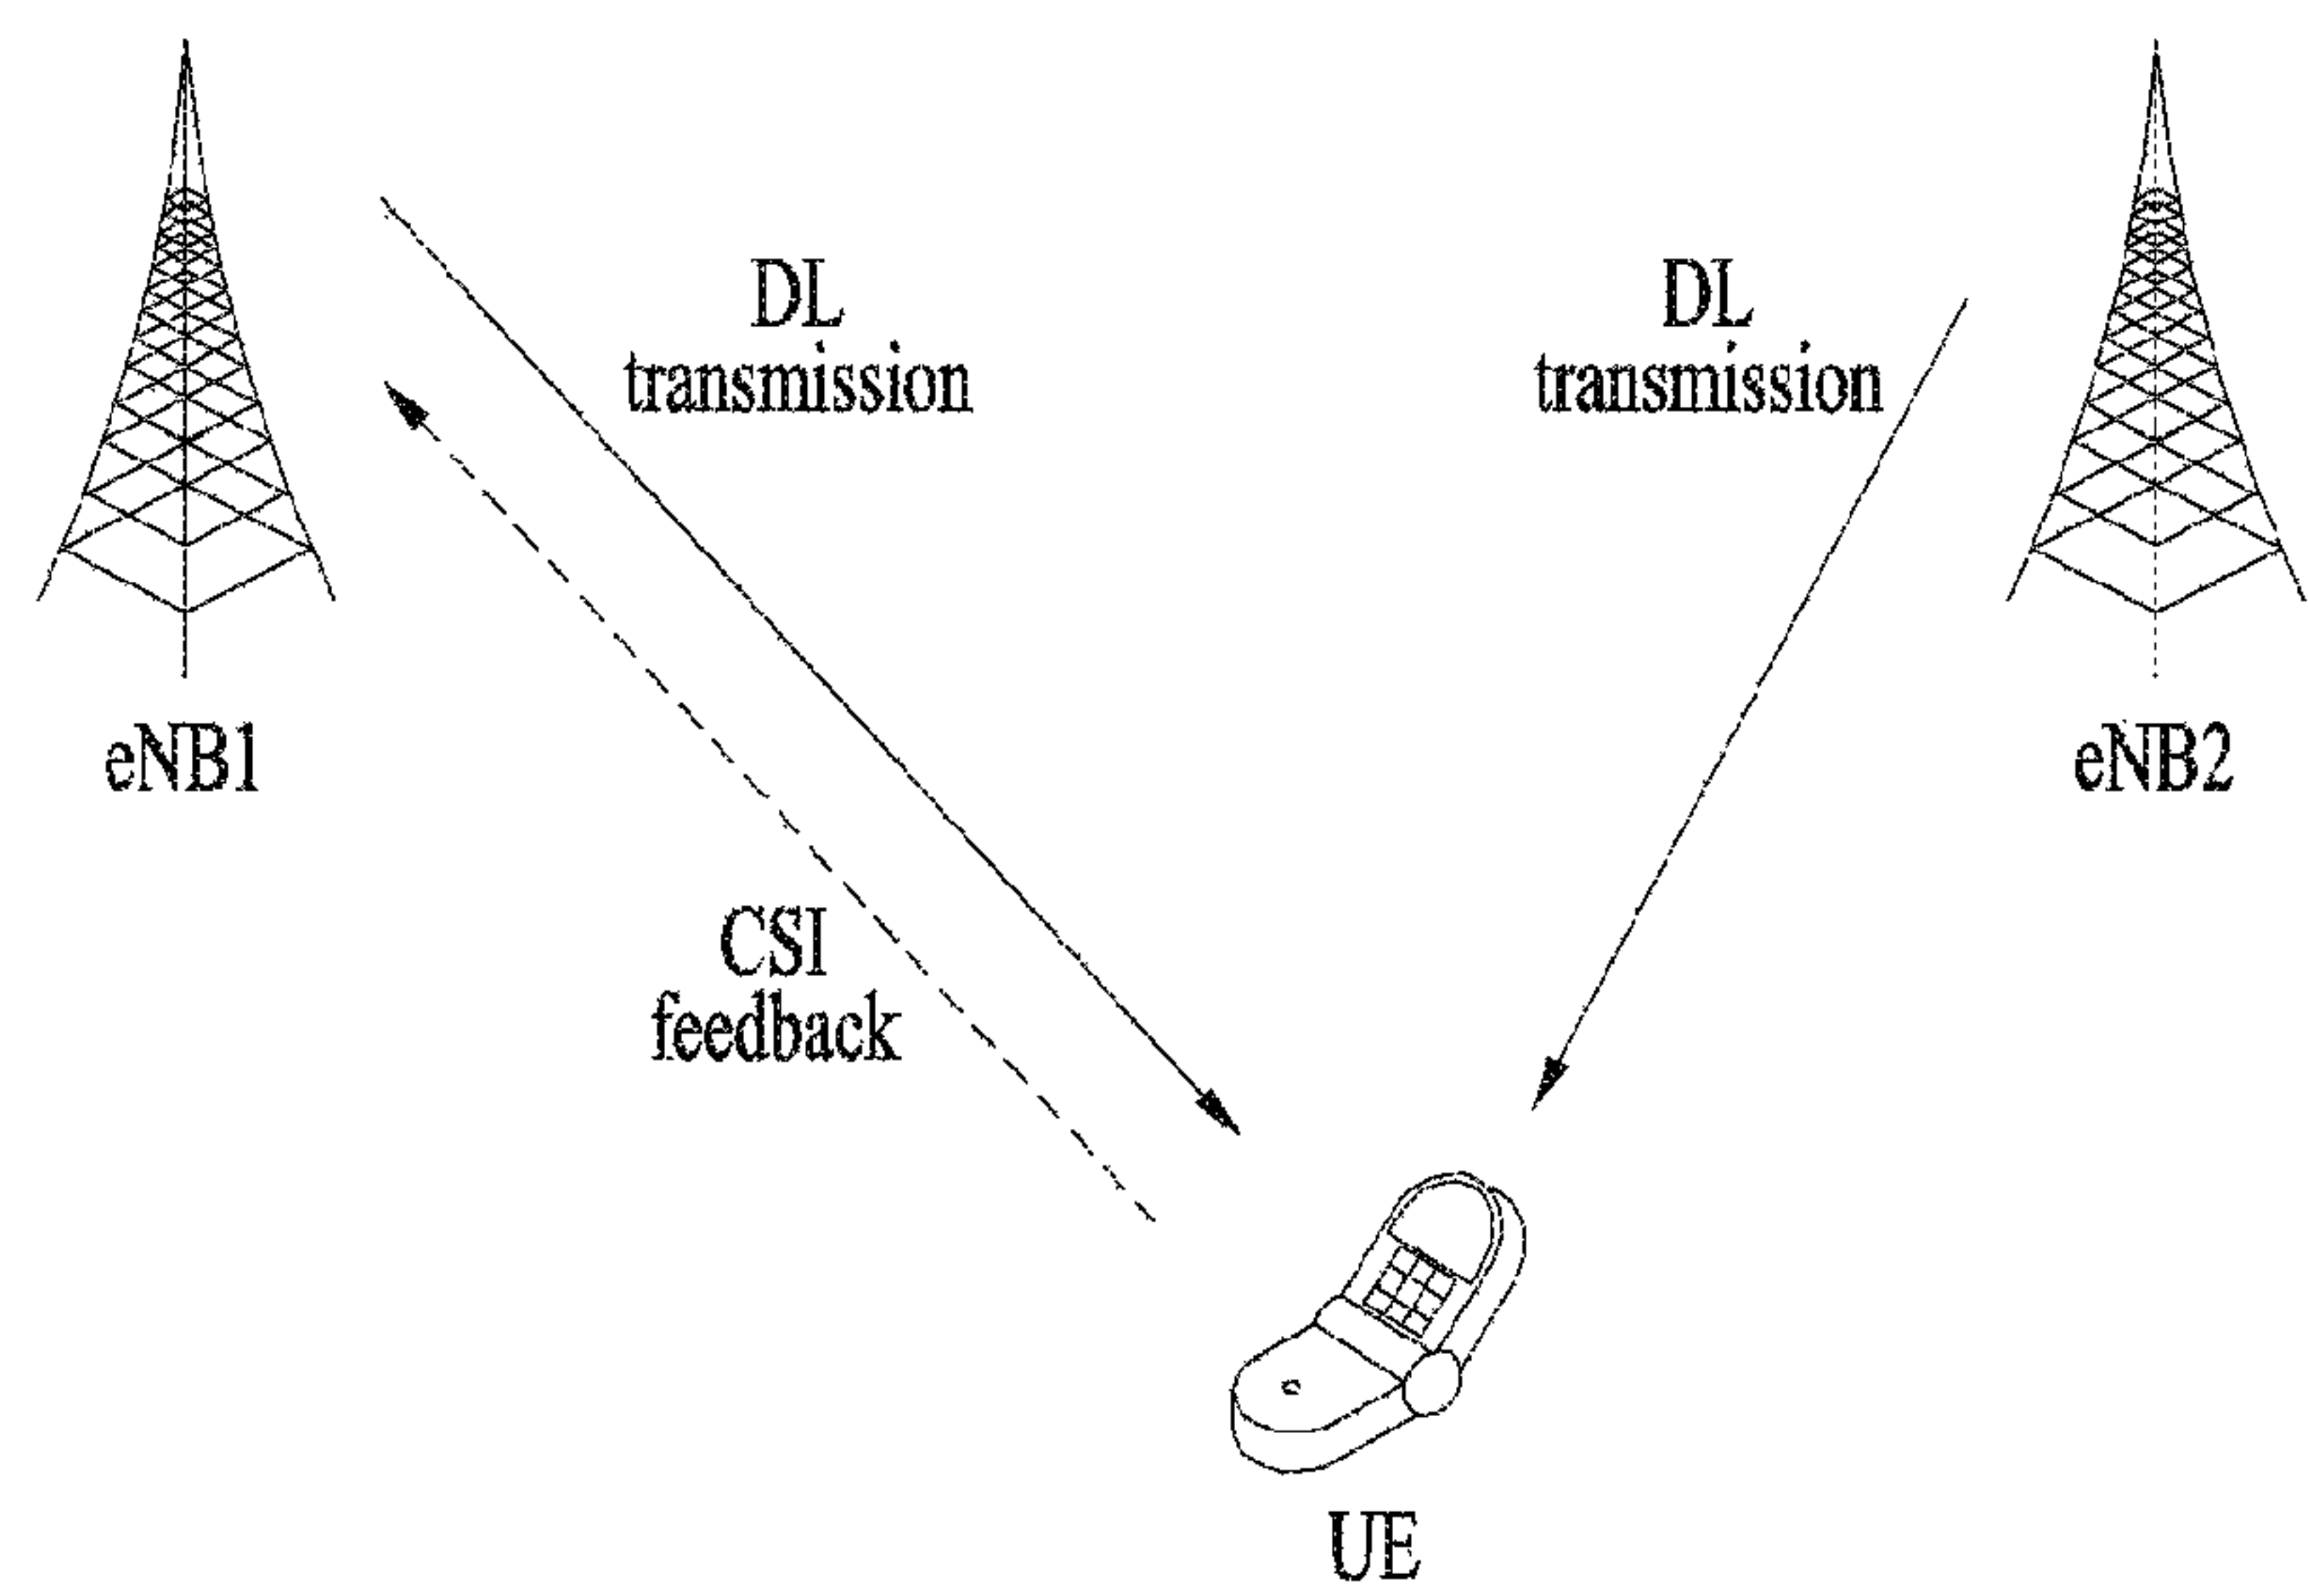 DL
transmission
DL
transmission
eNB1
eNB2
CSI
feedback
UE